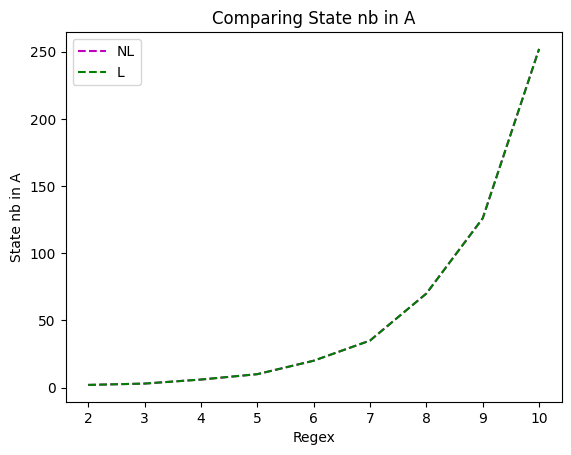 Comparing State nb in A
NL
L
State nb in A
250
200
150
100
50
0
2 3 4 5 6 7 8 9 10
Regex